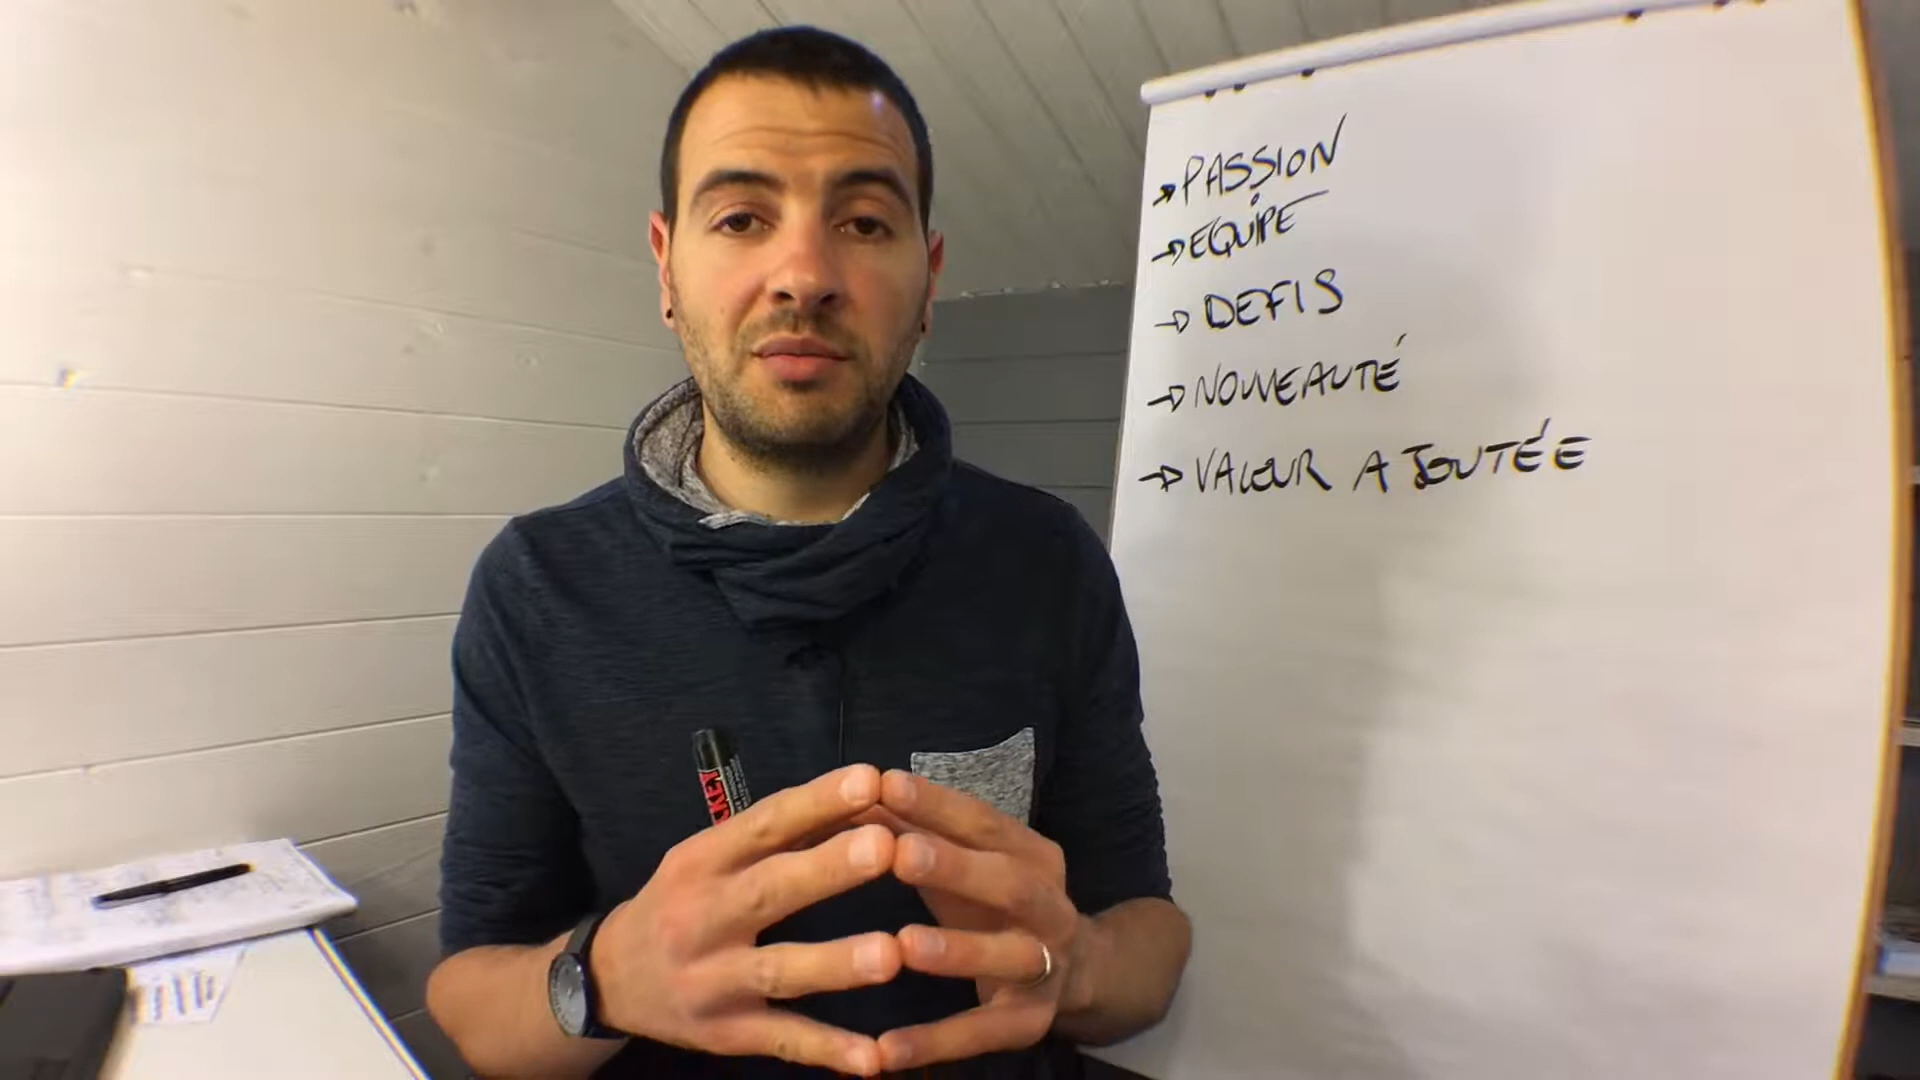 → PASSION
→ EQUIPE
→ DEFIS
→ NOUVEAUTÉ
→ VALEUR AJOUTÉE